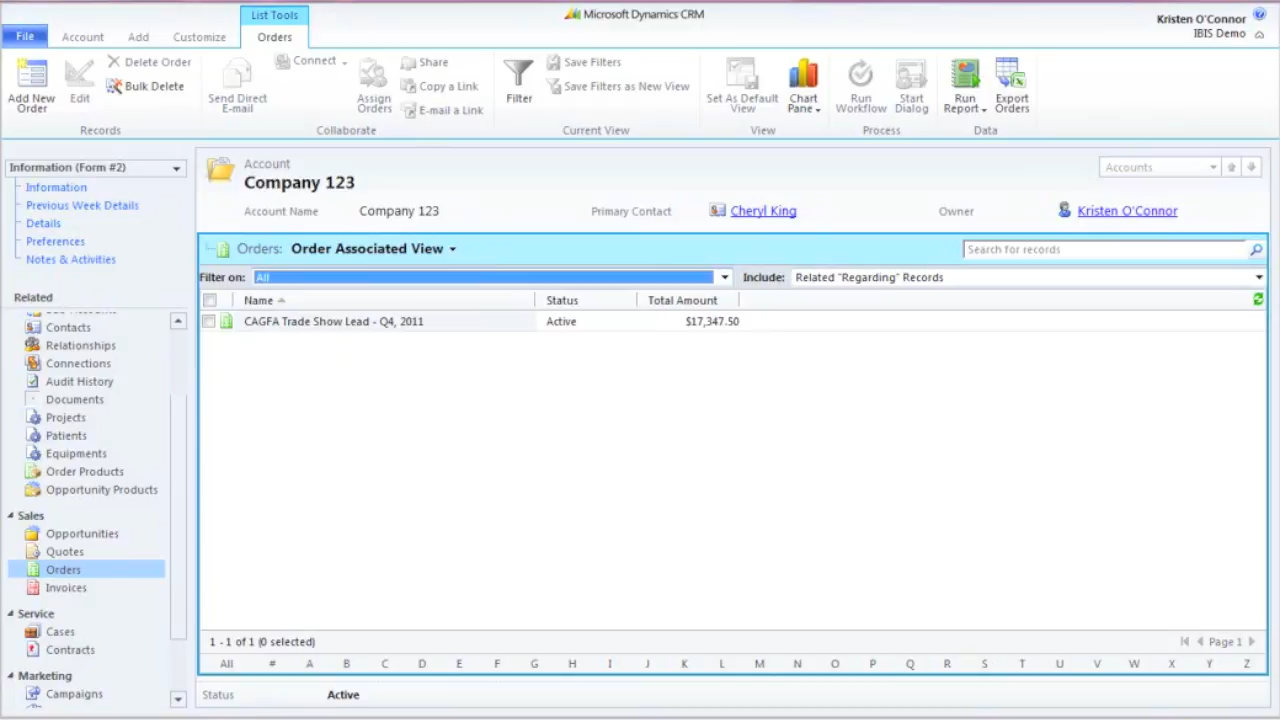 List Tools
Microsoft Dynamics CRM
Kristen O'Connor
IBIS Demo
File
Account
Add
Customize
Orders
Add New Order
Edit
Delete Order
Bulk Delete
Records
Send Direct E-mail
Connect
Assign Orders
Share
Copy a Link
E-mail a Link
Collaborate
Filter
Save Filters
Save Filters as New View
Current View
Set As Default View
Chart Pane
View
Run Workflow
Start Dialog
Process
Run Report
Export Orders
Data
Information (Form #2)
Information
Previous Week Details
Details
Preferences
Notes & Activities
Related
Contacts
Relationships
Connections
Audit History
Documents
Projects
Patients
Equipments
Order Products
Opportunity Products
Sales
Opportunities
Quotes
Orders
Invoices
Service
Cases
Contracts
Marketing
Campaigns
Account
Company 123
Accounts
Account Name Company 123 Primary Contact Cheryl King Owner Kristen O'Connor
Orders: Order Associated View
Search for records
Filter on: All Include: Related "Regarding" Records
Name Status Total Amount
CAGFA Trade Show Lead - Q4, 2011 Active $17,347.50
1 - 1 of 1 (0 selected) Page 1
All # A B C D E F G H I J K L M N O P Q R S T U V W X Y Z
Status Active